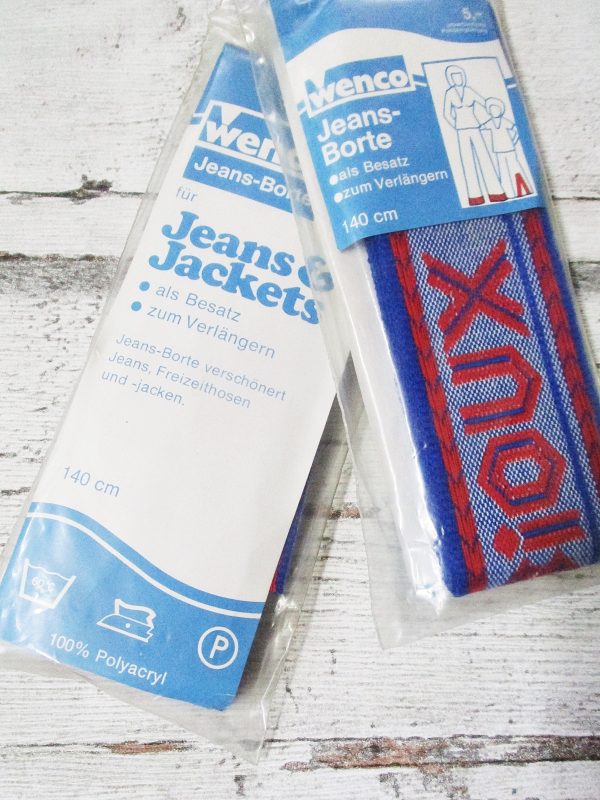 Wenco
Jeans-Borte
für
Jeans &
Jackets
• als Besatz
• zum Verlängern
Jeans-Borte verschönert
Jeans, Freizeithosen
und -jacken.
140 cm
60°C
P
100% Polyacryl
5,-
Wenco
Jeans-
Borte
• als Besatz
• zum Verlängern
140 cm